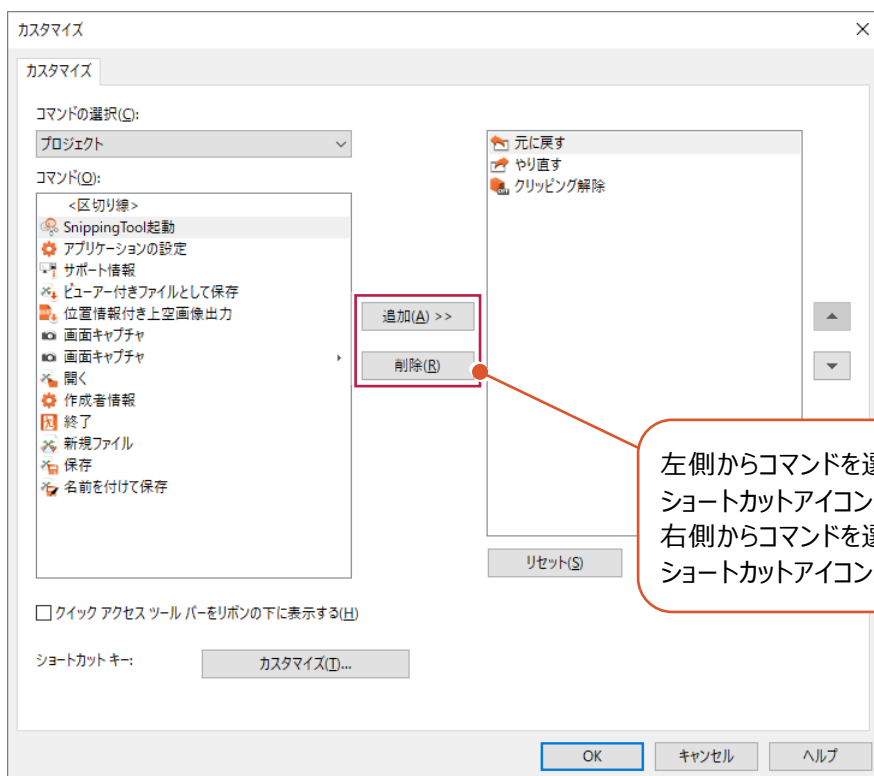 カスタマイズ
カスタマイズ
コマンドの選択(C):
プロジェクト
コマンド(O):
<区切り線>
SnippingTool起動
アプリケーションの設定
サポート情報
ビューアー付きファイルとして保存
位置情報付き上空画像出力
画面キャプチャ
画面キャプチャ
開く
作成者情報
終了
新規ファイル
保存
名前を付けて保存
追加(A) >>
削除(R)
元に戻す
やり直す
クリッピング解除
左側からコマンドを選
ショートカットアイコン
右側からコマンドを選
ショートカットアイコン
リセット(S)
クイック アクセス ツール バーをリボンの下に表示する(H)
ショートカット キー:
カスタマイズ(T)...
OK
キャンセル
ヘルプ